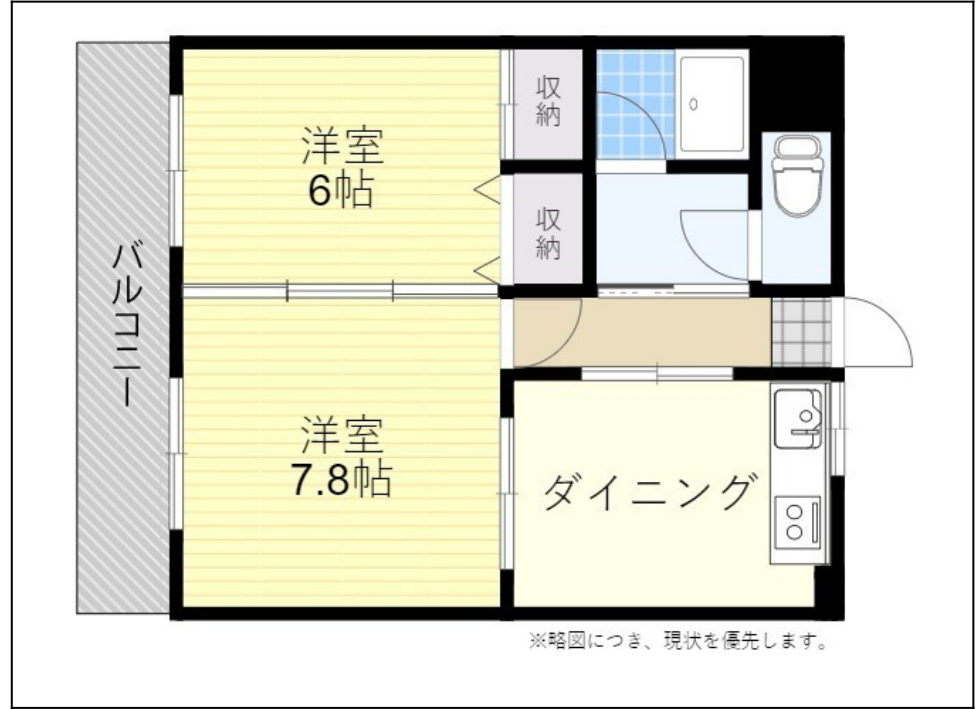 洋室
6帖
収
納
収
納
バルコニー
洋室
7.8帖
ダイニング
※略図につき、現状を優先します。